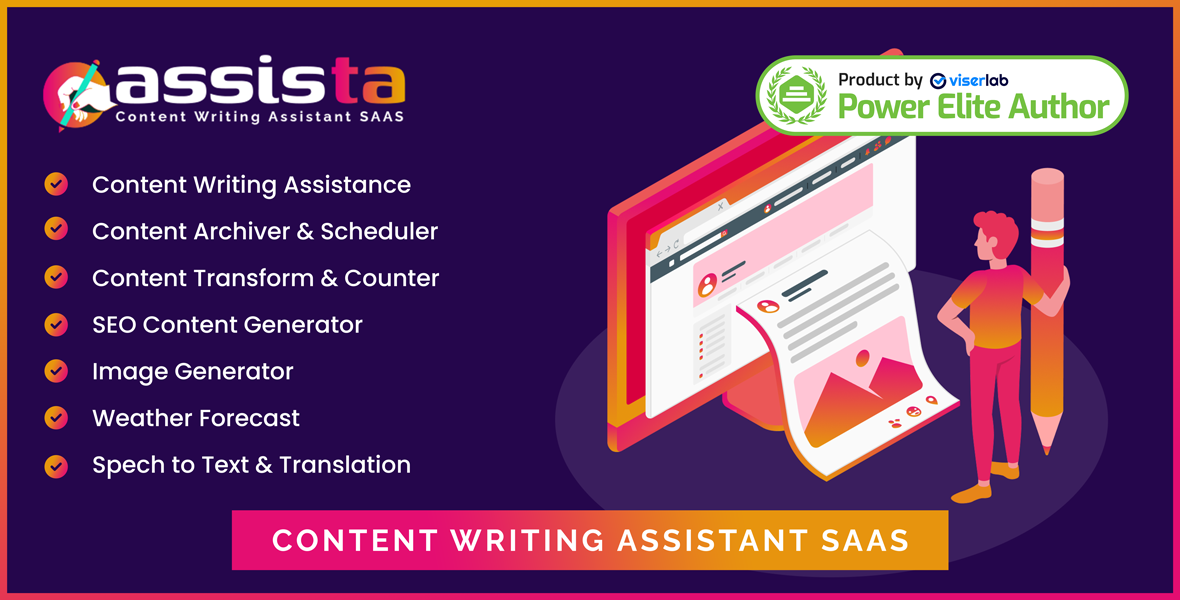 assista
Content Writing Assistant SAAS
Product by viserlab
Power Elite Author
Content Writing Assistance
Content Archiver & Scheduler
Content Transform & Counter
SEO Content Generator
Image Generator
Weather Forecast
Spech to Text & Translation
X
CONTENT WRITING ASSISTANT SAAS